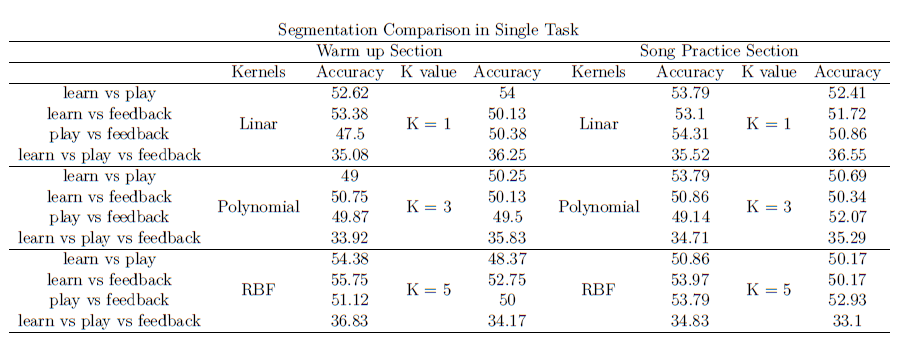 Segmentation Comparison in Single Task
Warm up Section Song Practice Section
Kernels Accuracy K value Accuracy Kernels Accuracy K value Accuracy
learn vs play 52.62 54 53.79 52.41
learn vs feedback 53.38 50.13 53.1 51.72
Linar K = 1 Linar K = 1
play vs feedback 47.5 50.38 54.31 50.86
learn vs play vs feedback 35.08 36.25 35.52 36.55
learn vs play 49 50.25 53.79 50.69
learn vs feedback 50.75 50.13 50.86 50.34
Polynomial K = 3 Polynomial K = 3
play vs feedback 49.87 49.5 49.14 52.07
learn vs play vs feedback 33.92 35.83 34.71 35.29
learn vs play 54.38 48.37 50.86 50.17
learn vs feedback 55.75 52.75 53.97 50.17
RBF K = 5 RBF K = 5
play vs feedback 51.12 50 53.79 52.93
learn vs play vs feedback 36.83 34.17 34.83 33.1